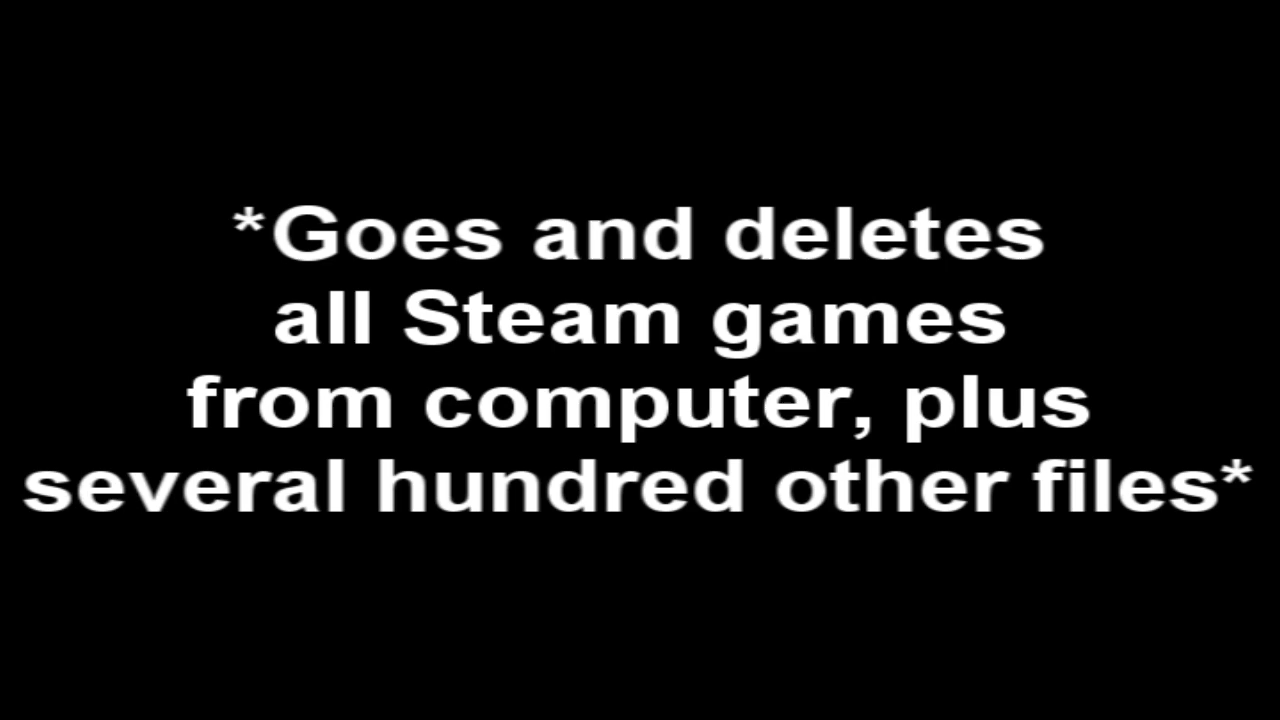 *Goes and deletes
all Steam games
from computer, plus
several hundred other files*